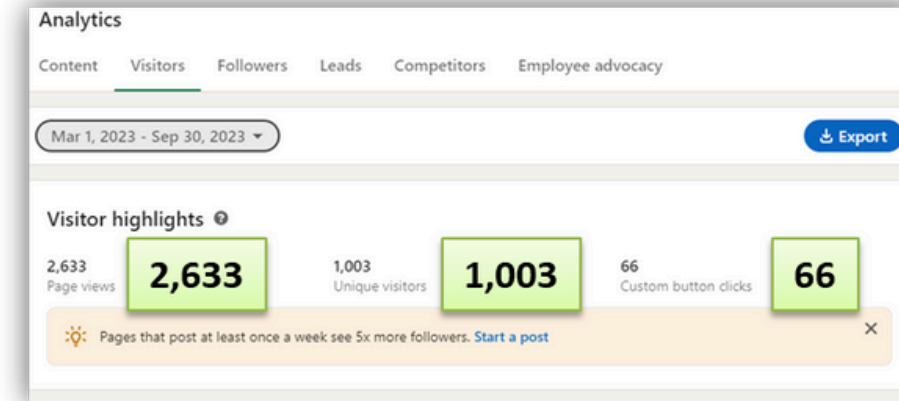 Analytics
Content Visitors Followers Leads Competitors Employee advocacy
Mar 1, 2023 - Sep 30, 2023
Export
Visitor highlights
2,633 2,633 1,003 1,003 66 66
Page views Unique visitors Custom button clicks
Pages that post at least once a week see 5x more followers. Start a post